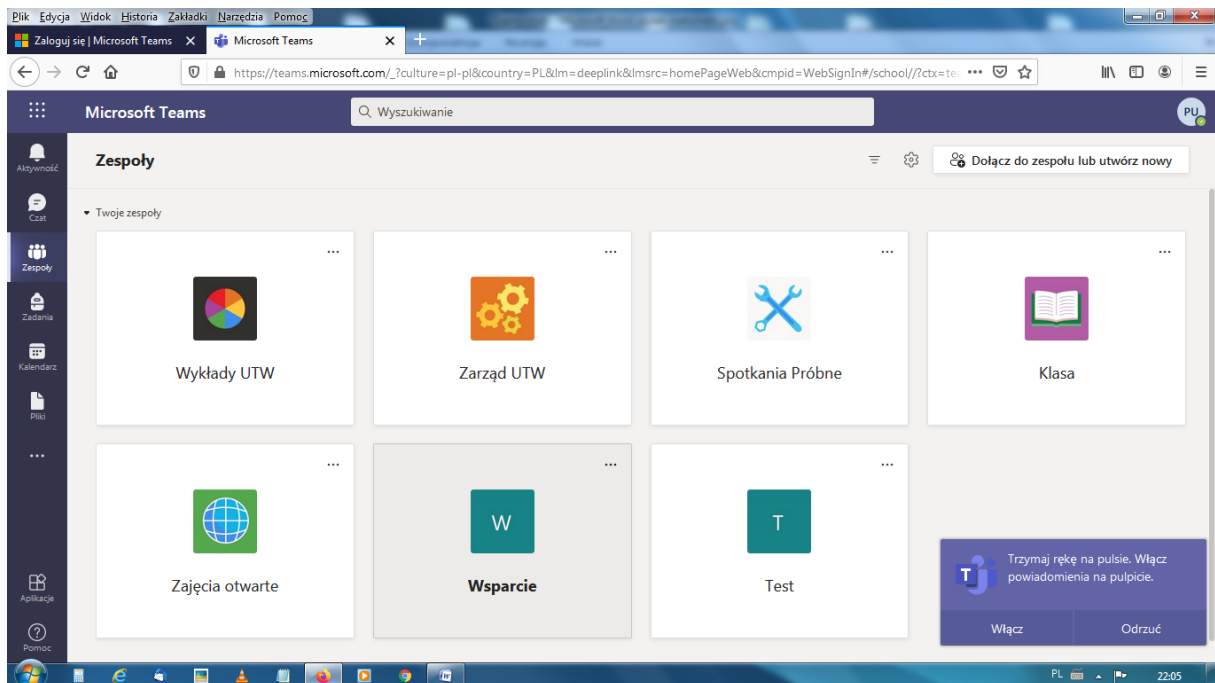 Plik Edycja Widok Historia Zakładki Narzędzia Pomoc
Zaloguj się | Microsoft Teams
Microsoft Teams
https://teams.microsoft.com/_?culture=pl-pl&country=PL&lm=deeplink&lmsrc=homePageWeb&cmpid=WebSignIn#/school//?ctx=tea
Microsoft Teams
Wyszukiwanie
PU
Aktywność
Czat
Zespoły
Zadania
Kalendarz
Pliki
Aplikacje
Pomoc
Zespoły
Dołącz do zespołu lub utwórz nowy
Twoje zespoły
Wykłady UTW
Zarząd UTW
Spotkania Próbne
Klasa
Zajęcia otwarte
W
Wsparcie
T
Test
Trzymaj rękę na pulsie. Włącz
powiadomienia na pulpicie.
Włącz
Odrzuć
PL
22:05